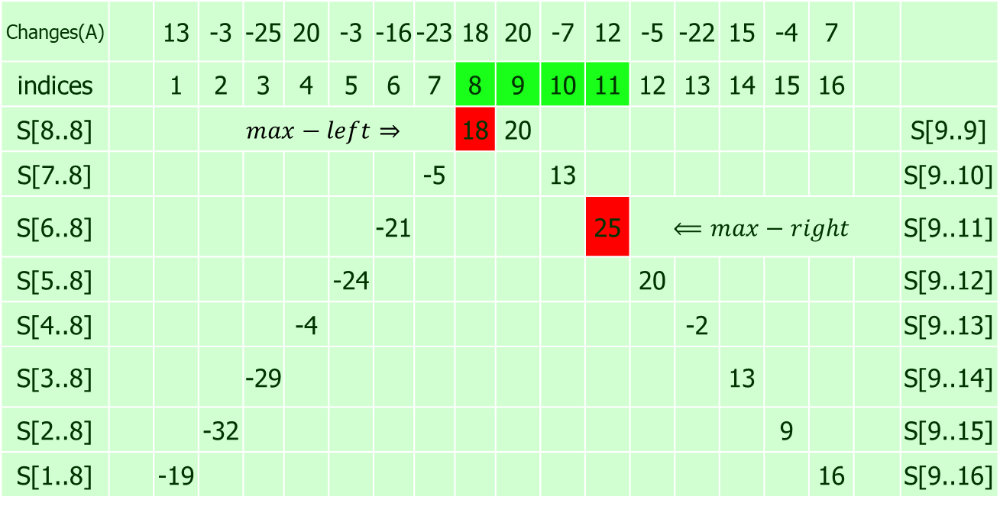 Changes(A) 13 -3 -25 20 -3 -16 -23 18 20 -7 12 -5 -22 15 -4 7
indices 1 2 3 4 5 6 7 8 9 10 11 12 13 14 15 16
S[8..8] max − left ⇒ 18 20 S[9..9]
S[7..8] -5 13 S[9..10]
S[6..8] -21 25 ⟸ max − right S[9..11]
S[5..8] -24 20 S[9..12]
S[4..8] -4 -2 S[9..13]
S[3..8] -29 13 S[9..14]
S[2..8] -32 9 S[9..15]
S[1..8] -19 16 S[9..16]